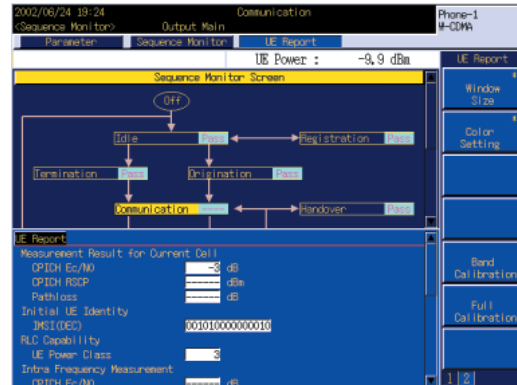 2002/06/24 19:24 Communication Phone-1
<Sequence Monitor> Output Main W-CDMA
Parameter Sequence Monitor UE Report
UE Power : -9.9 dBm UE Report
Sequence Monitor Screen
Off
* Window Size
* Color Setting
Idle Pass Registration Pass
Termination Pass Origination Pass
Communication ---- Handover Pass
UE Report
Measurement Result for Current Cell
CPICH Ec/N0 -3 dB
CPICH RSCP ------ dBm
Pathloss ------ dB
Band Calibration
Initial UE Identity
IMSI(DEC) 001010000000010
Full Calibration
RLC Capability
UE Power Class 3
Intra Frequency Measurement
CPICH Ec/N0 ------ dB
1 2